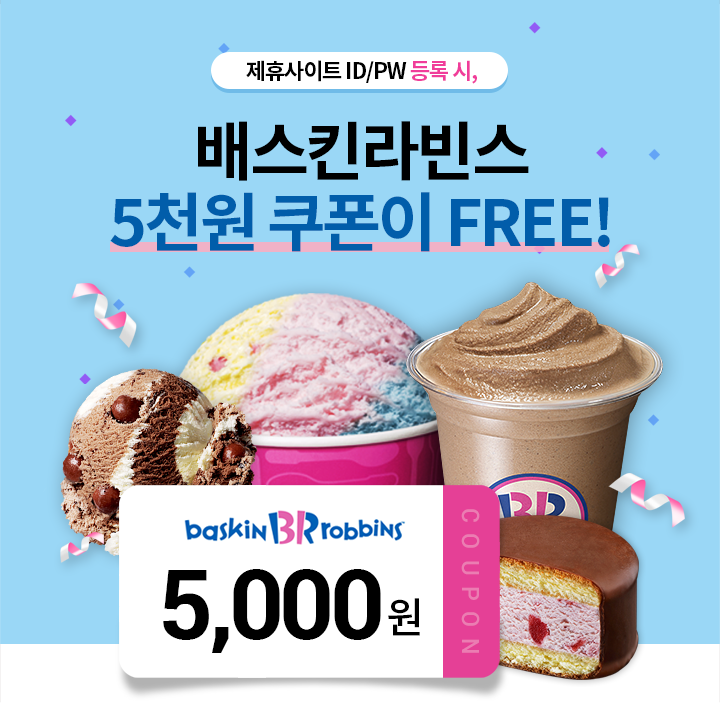 제휴사이트 ID/PW 등록 시,
배스킨라빈스
5천원 쿠폰이 FREE!
BR
baskin BR robbins
5,000원
COUPON